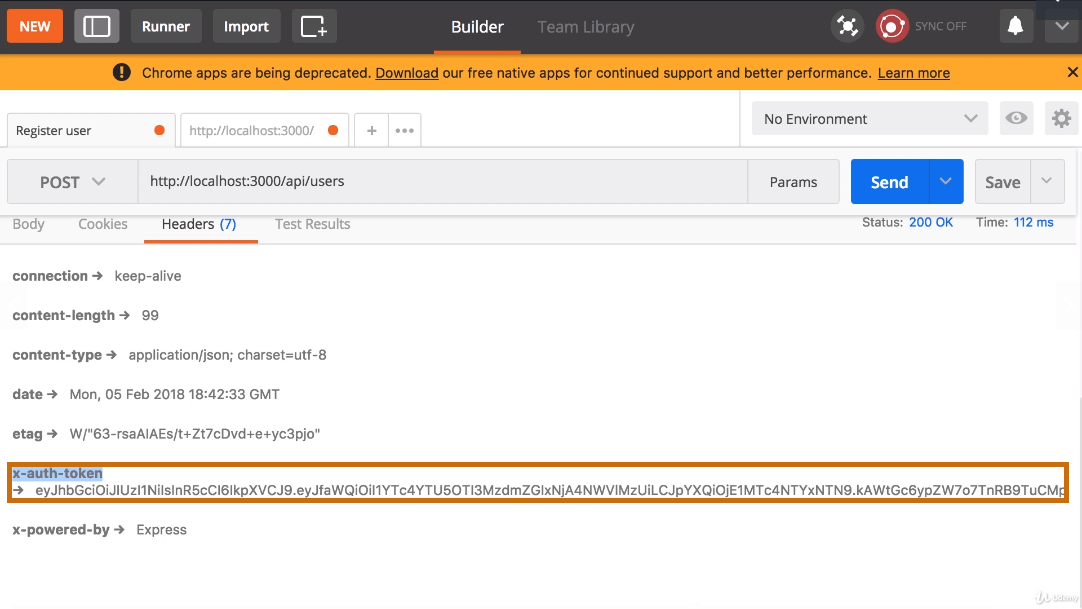 NEW Runner Import Builder Team Library SYNC OFF
Chrome apps are being deprecated. Download our free native apps for continued support and better performance. Learn more ×
Register user http://localhost:3000/ + ••• No Environment
POST http://localhost:3000/api/users Params Send Save
Body Cookies Headers (7) Test Results Status: 200 OK Time: 112 ms
connection → keep-alive
content-length → 99
content-type → application/json; charset=utf-8
date → Mon, 05 Feb 2018 18:42:33 GMT
etag → W/"63-rsaAIAEs/t+Zt7cDvd+e+yc3pjo"
x-auth-token
→ eyJhbGciOiJIUzI1NiIsInR5cCI6IkpXVCJ9.eyJfaWQiOiI1YTc4YTU5OTI3MzdmZGIxNjA4NWVlMzUiLCJpYXQiOjE1MTc4NTYxNTN9.kAWtGc6ypZW7o7TnRB9TuCMp
x-powered-by → Express
Udemy